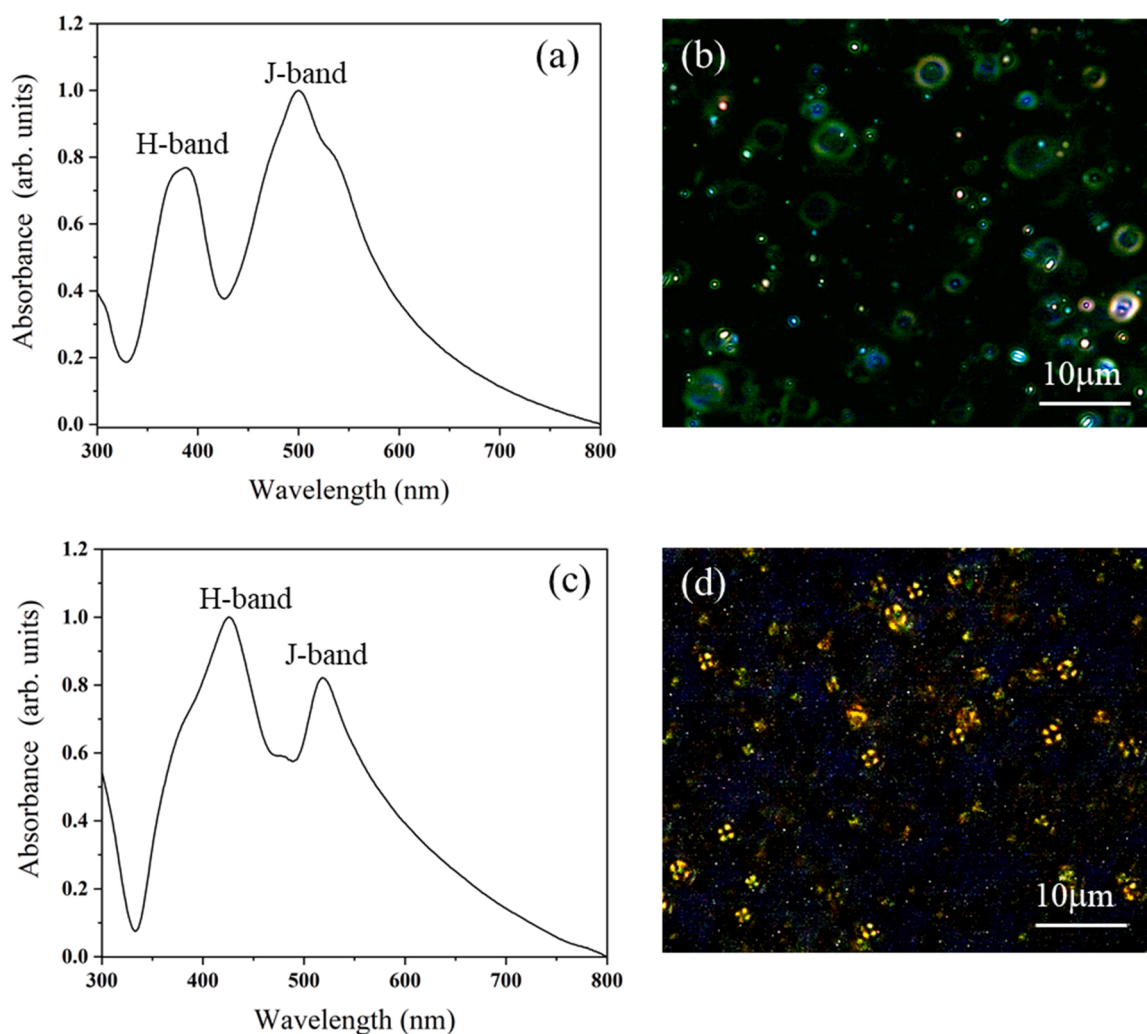 (a)
1.2
1.0
0.8
0.6
0.4
0.2
0.0
Absorbance (arb. units)
H-band
J-band
300 400 500 600 700 800
Wavelength (nm)
(b)
10μm
(c)
1.2
1.0
0.8
0.6
0.4
0.2
0.0
Absorbance (arb. units)
H-band
J-band
300 400 500 600 700 800
Wavelength (nm)
(d)
10μm